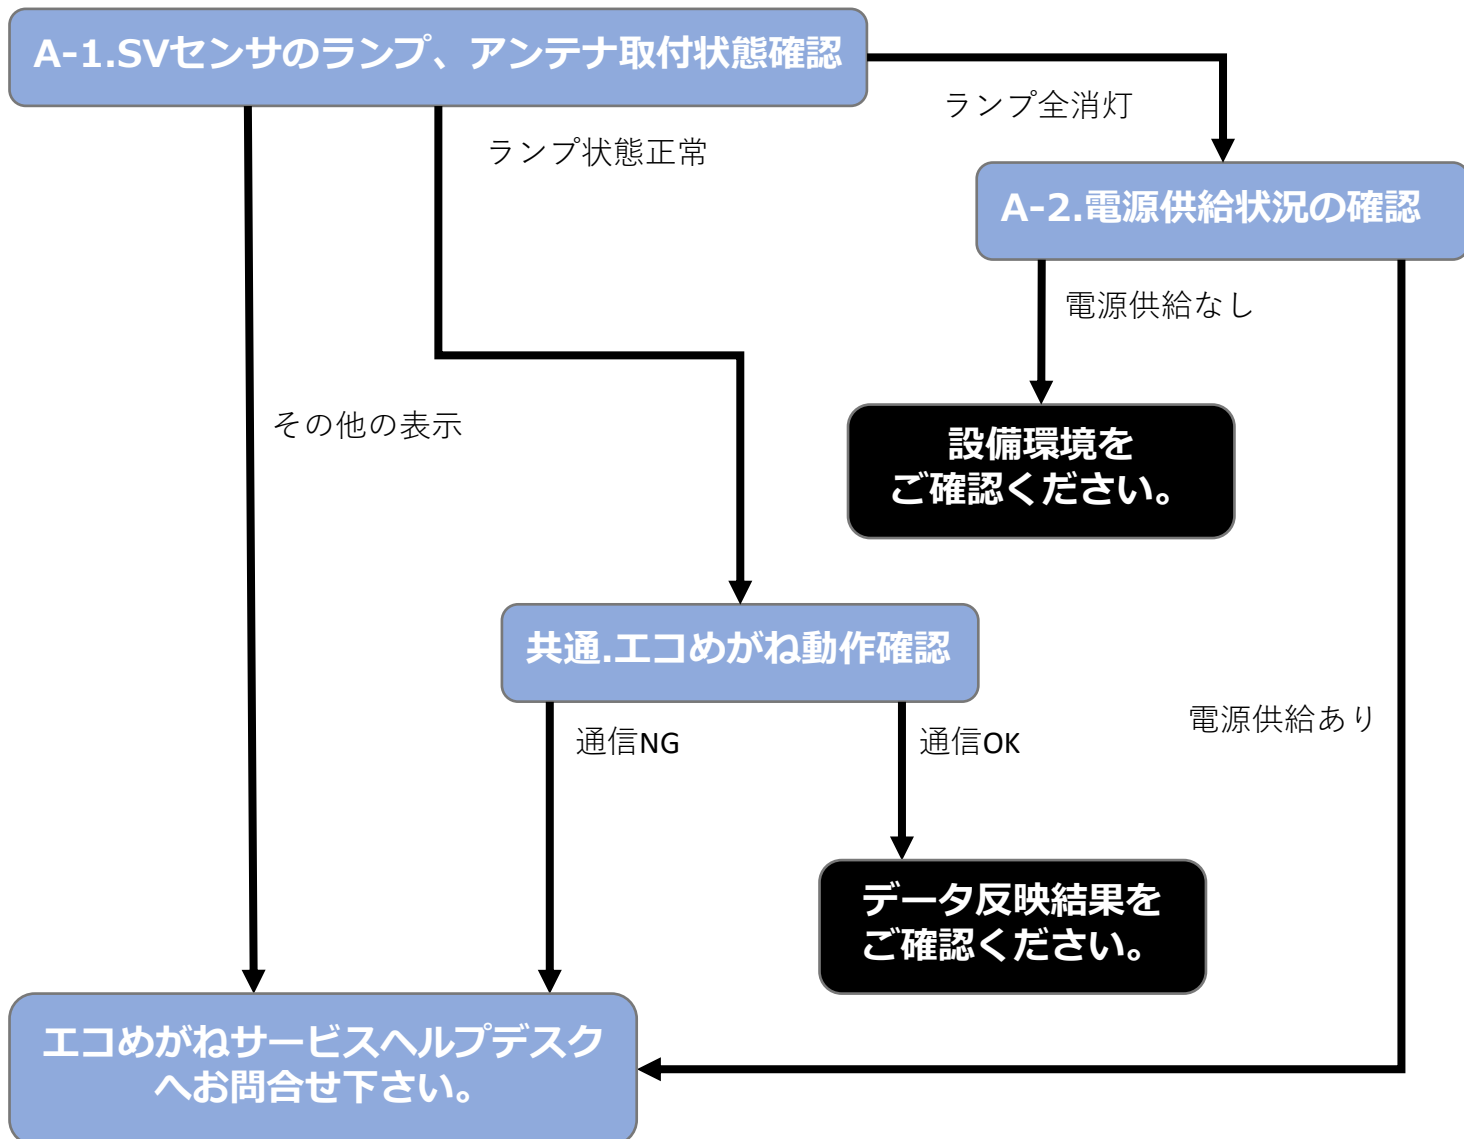 A-1.SVセンサのランプ、アンテナ取付状態確認
ランプ全消灯
ランプ状態正常
A-2.電源供給状況の確認
電源供給なし
その他の表示
設備環境を
ご確認ください。
共通.エコめがね動作確認
電源供給あり
通信NG
通信OK
データ反映結果を
ご確認ください。
エコめがねサービスヘルプデスク
へお問合せ下さい。